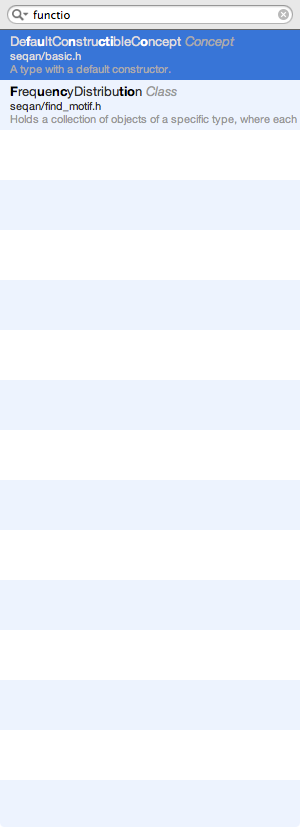 functio
DefaultConstructibleConcept Concept
seqan/basic.h
A type with a default constructor.
FrequencyDistribution Class
seqan/find_motif.h
Holds a collection of objects of a specific type, where each